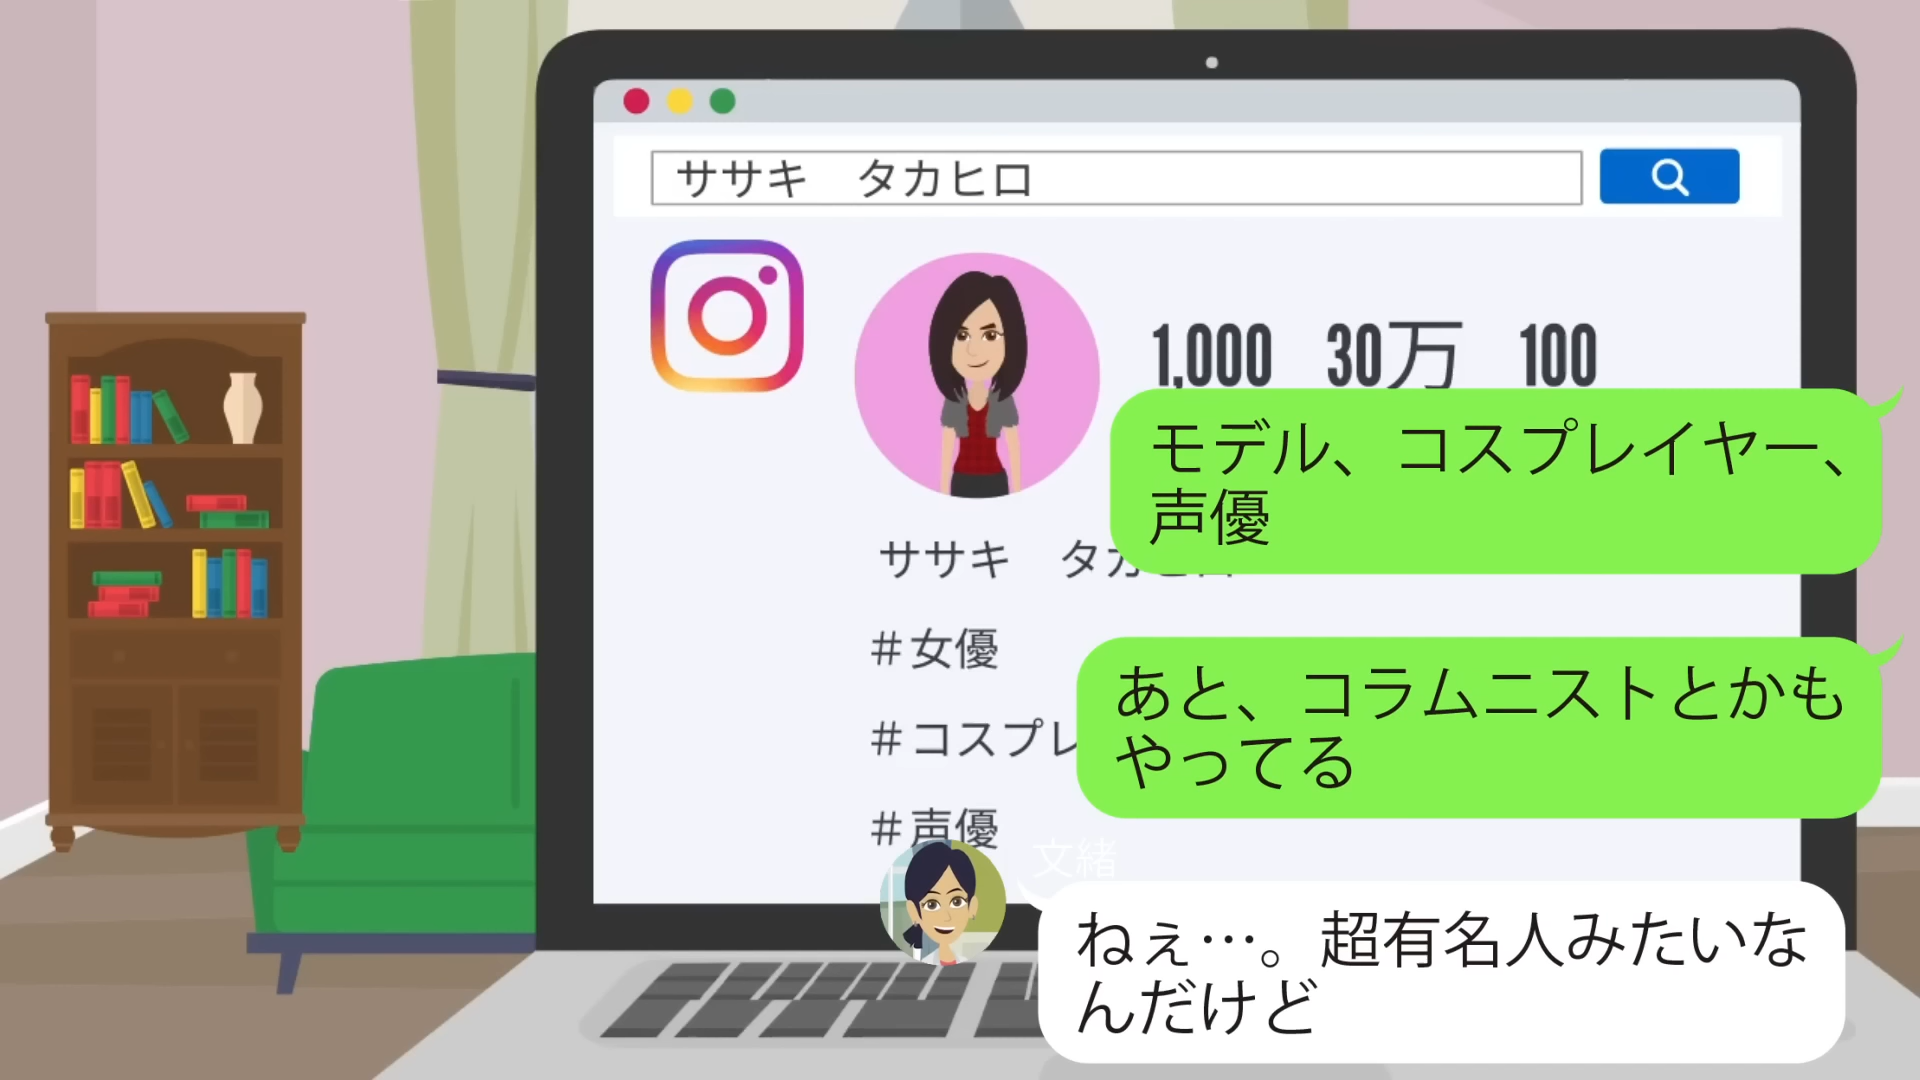 ササキ　タカヒロ
1,000　30万　100
モデル、コスプレイヤー、
声優
ササキ
#女優
あと、コラムニストとかも
やってる
#コスプレ
#声優
文緒
ねぇ…。超有名人みたいな
んだけど